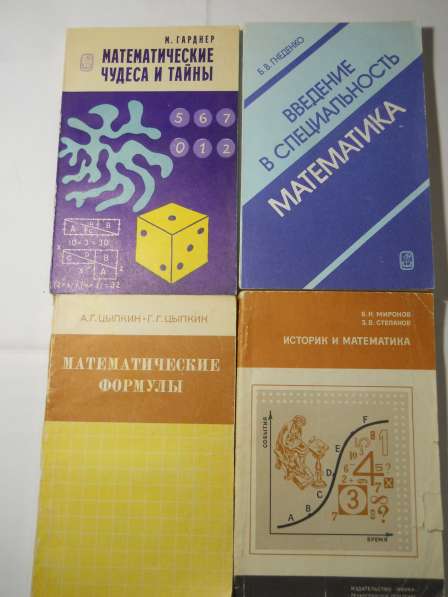 М. ГАРДНЕР
МАТЕМАТИЧЕСКИЕ
ЧУДЕСА И ТАЙНЫ
5 6 7
0 1 2
А В
С
В
А
Б. В. ГНЕДЕНКО
ВВЕДЕНИЕ
В СПЕЦИАЛЬНОСТЬ
МАТЕМАТИКА
А. Г. ЦЫПКИН • Г. Г. ЦЫПКИН
МАТЕМАТИЧЕСКИЕ
ФОРМУЛЫ
Б. Н. МИРОНОВ
З. В. СТЕПАНОВ
ИСТОРИК И МАТЕМАТИКА
СОБЫТИЯ
A B C D E F
ВРЕМЯ
ИЗДАТЕЛЬСТВО НАУКА